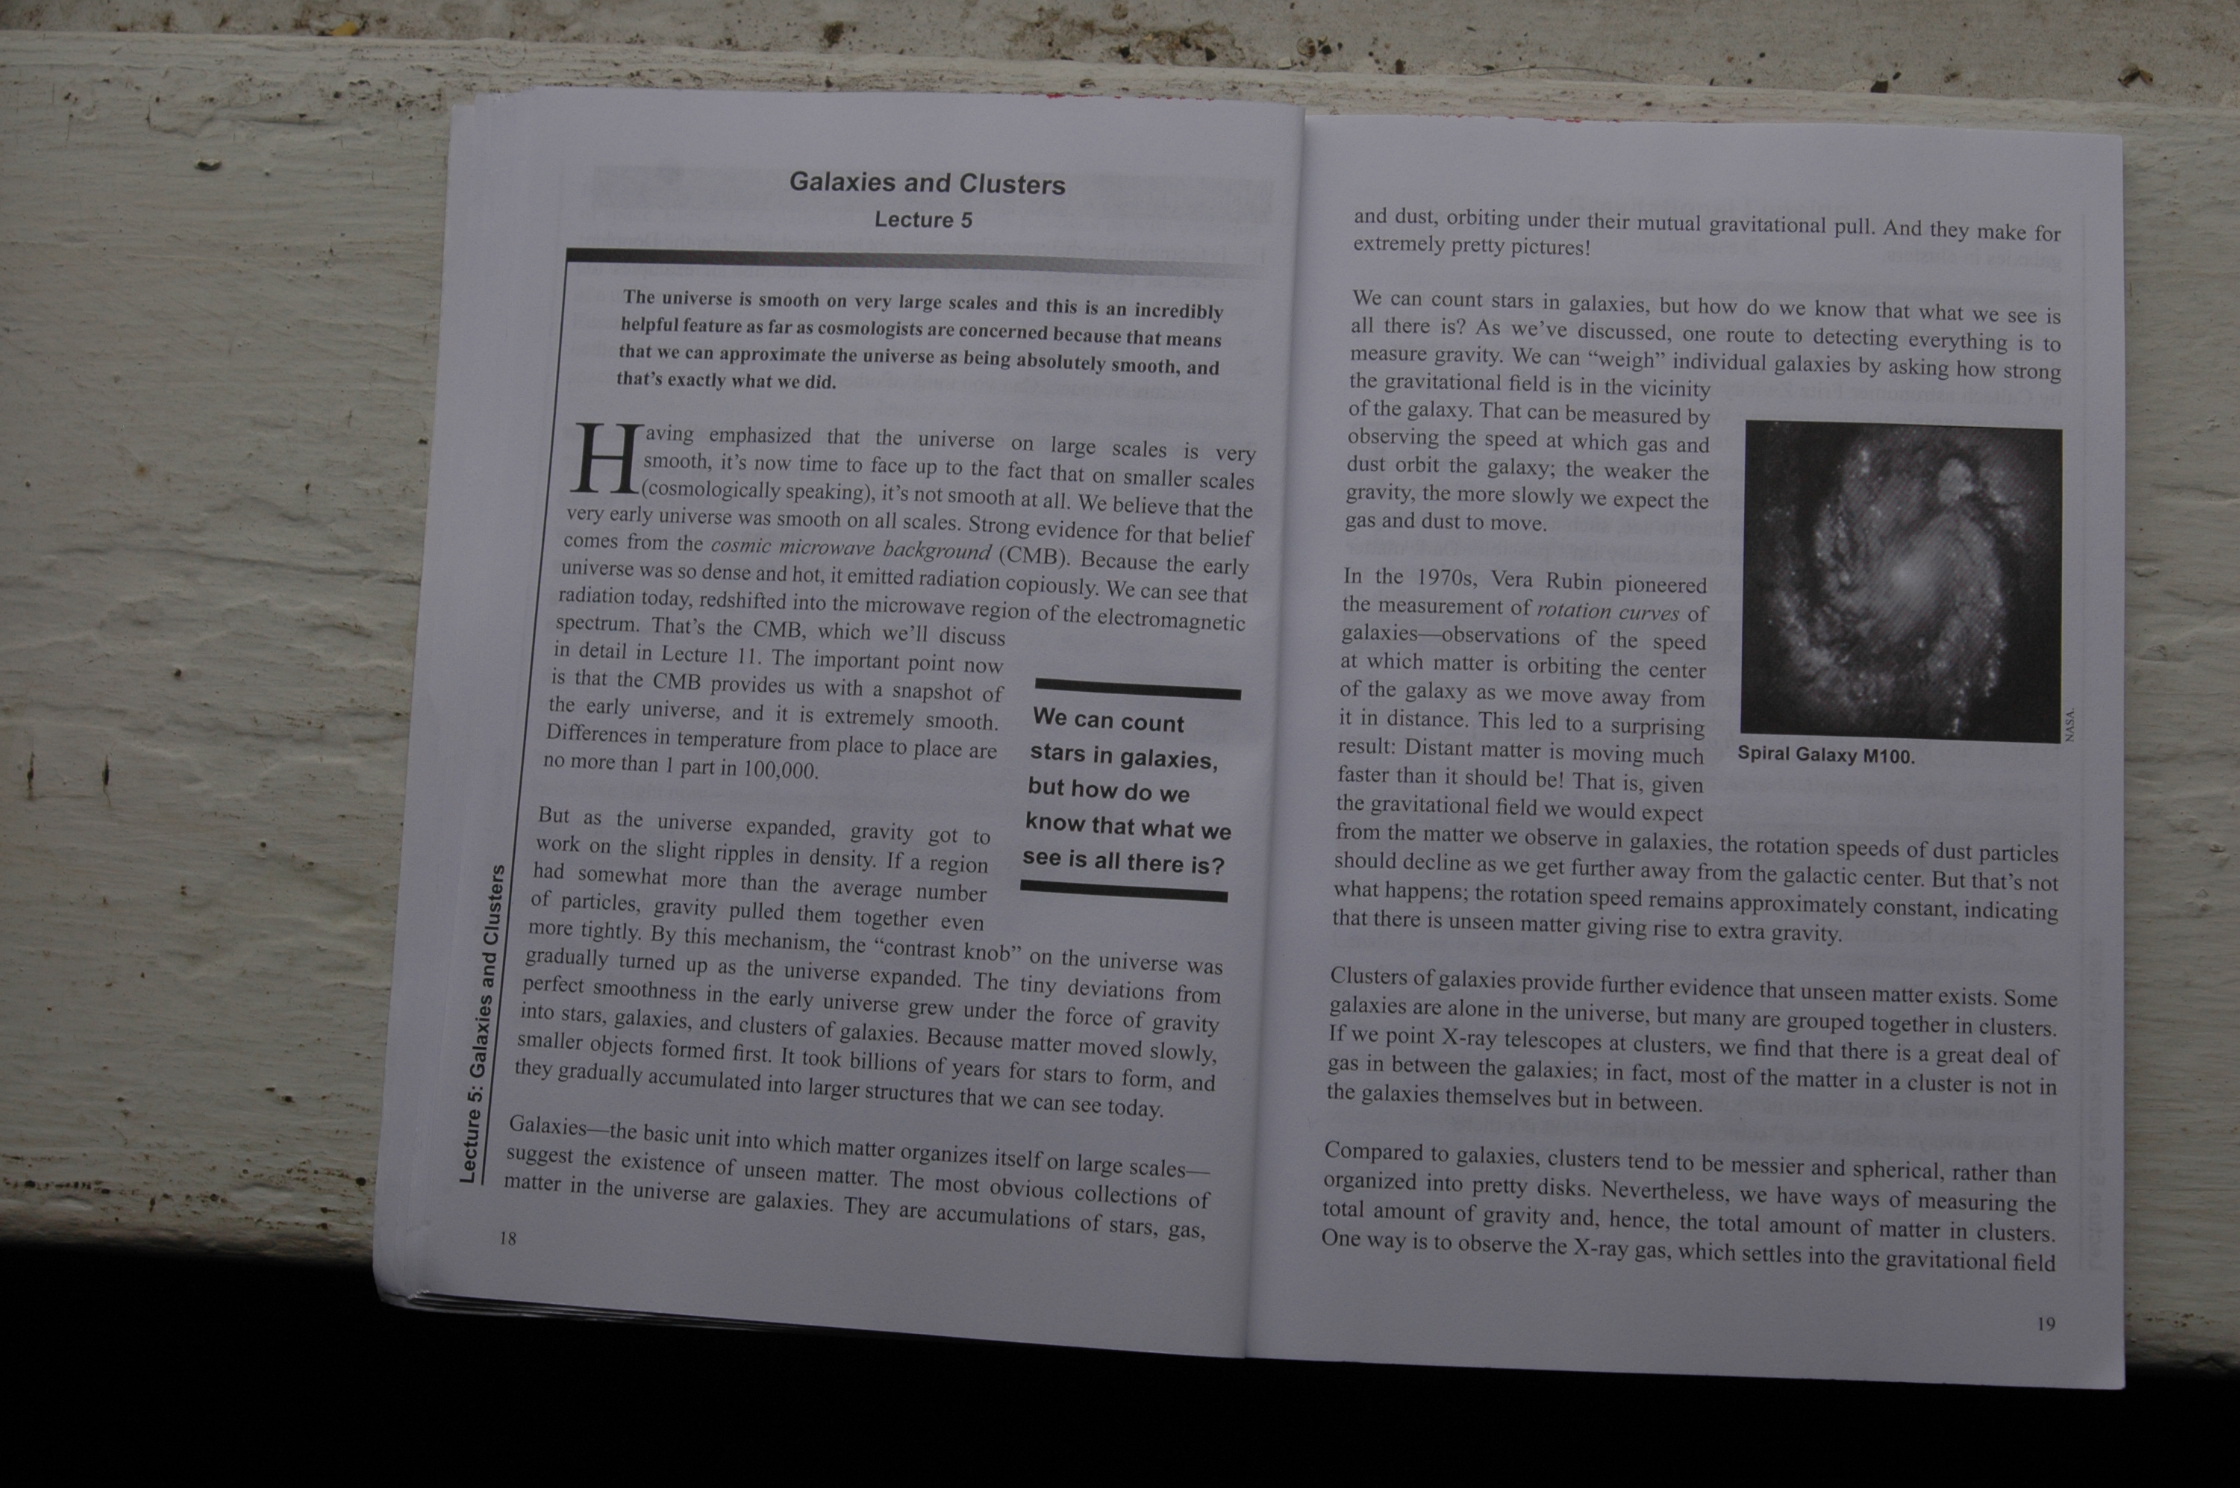 Galaxies and Clusters
Lecture 5
The universe is smooth on very large scales and this is an incredibly
helpful feature as far as cosmologists are concerned because that means
that we can approximate the universe as being absolutely smooth, and
that's exactly what we did.
Having emphasized that the universe on large scales is very
smooth, it's now time to face up to the fact that on smaller scales
(cosmologically speaking), it's not smooth at all. We believe that the
very early universe was smooth on all scales. Strong evidence for that belief
comes from the cosmic microwave background (CMB). Because the early
universe was so dense and hot, it emitted radiation copiously. We can see that
radiation today, redshifted into the microwave region of the electromagnetic
spectrum. That's the CMB, which we'll discuss
in detail in Lecture 11. The important point now
is that the CMB provides us with a snapshot of
the early universe, and it is extremely smooth.
Differences in temperature from place to place are
no more than 1 part in 100,000.
We can count
stars in galaxies,
but how do we
know that what we
see is all there is?
But as the universe expanded, gravity got to
work on the slight ripples in density. If a region
had somewhat more than the average number
of particles, gravity pulled them together even
more tightly. By this mechanism, the “contrast knob” on the universe was
gradually turned up as the universe expanded. The tiny deviations from
perfect smoothness in the early universe grew under the force of gravity
into stars, galaxies, and clusters of galaxies. Because matter moved slowly,
smaller objects formed first. It took billions of years for stars to form, and
they gradually accumulated into larger structures that we can see today.
Galaxies—the basic unit into which matter organizes itself on large scales—
suggest the existence of unseen matter. The most obvious collections of
matter in the universe are galaxies. They are accumulations of stars, gas,
Lecture 5: Galaxies and Clusters
18
and dust, orbiting under their mutual gravitational pull. And they make for
extremely pretty pictures!
We can count stars in galaxies, but how do we know that what we see is
all there is? As we've discussed, one route to detecting everything is to
measure gravity. We can “weigh” individual galaxies by asking how strong
the gravitational field is in the vicinity
of the galaxy. That can be measured by
observing the speed at which gas and
dust orbit the galaxy; the weaker the
gravity, the more slowly we expect the
gas and dust to move.
In the 1970s, Vera Rubin pioneered
the measurement of rotation curves of
galaxies—observations of the speed
at which matter is orbiting the center
of the galaxy as we move away from
it in distance. This led to a surprising
result: Distant matter is moving much
faster than it should be! That is, given
the gravitational field we would expect
from the matter we observe in galaxies, the rotation speeds of dust particles
should decline as we get further away from the galactic center. But that's not
what happens; the rotation speed remains approximately constant, indicating
that there is unseen matter giving rise to extra gravity.
NASA.
Spiral Galaxy M100.
Clusters of galaxies provide further evidence that unseen matter exists. Some
galaxies are alone in the universe, but many are grouped together in clusters.
If we point X-ray telescopes at clusters, we find that there is a great deal of
gas in between the galaxies; in fact, most of the matter in a cluster is not in
the galaxies themselves but in between.
Compared to galaxies, clusters tend to be messier and spherical, rather than
organized into pretty disks. Nevertheless, we have ways of measuring the
total amount of gravity and, hence, the total amount of matter in clusters.
One way is to observe the X-ray gas, which settles into the gravitational field
19